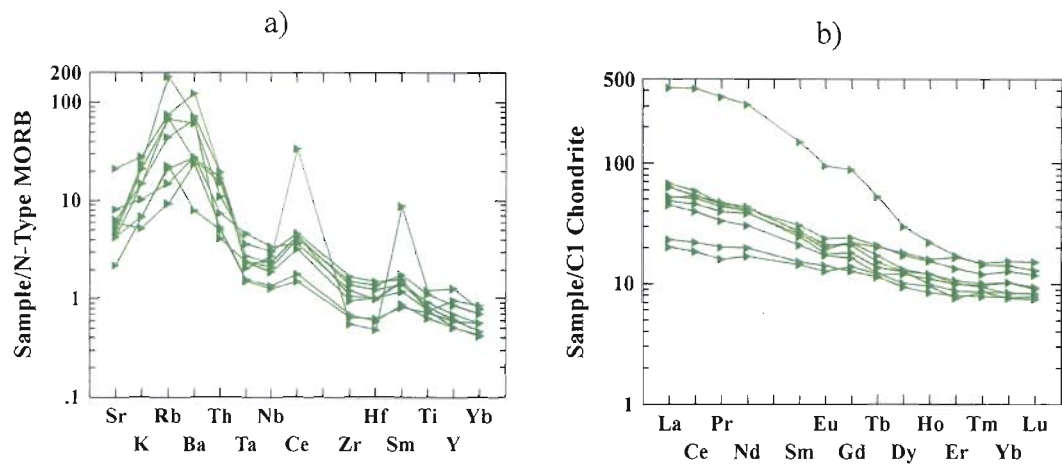 a)
Sample/N-Type MORB
200
100
10
1
.1
Sr Rb Th Nb Hf Ti Yb
K Ba Ta Ce Zr Sm Y
b)
Sample/C1 Chondrite
500
100
10
1
La Pr Eu Tb Ho Tm Lu
Ce Nd Sm Gd Dy Er Yb